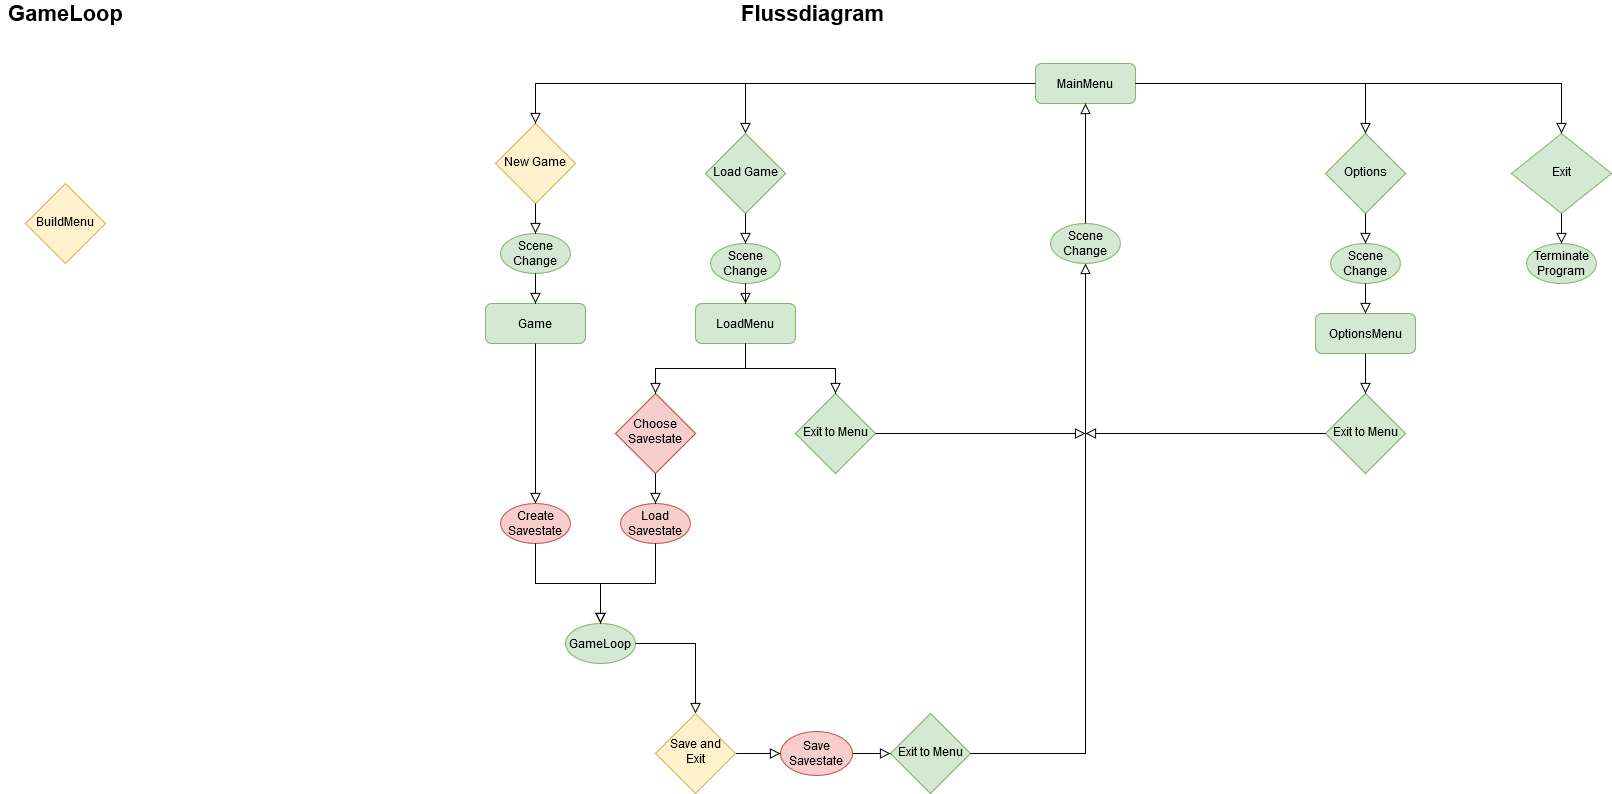 GameLoop
Flussdiagram
MainMenu
New Game
Load Game
Options
Exit
BuildMenu
Scene
Change
Scene
Change
Scene
Change
Scene
Change
Terminate
Program
Game
LoadMenu
OptionsMenu
Choose
Savestate
Exit to Menu
Exit to Menu
Create
Savestate
Load
Savestate
GameLoop
Save and
Exit
Save
Savestate
Exit to Menu